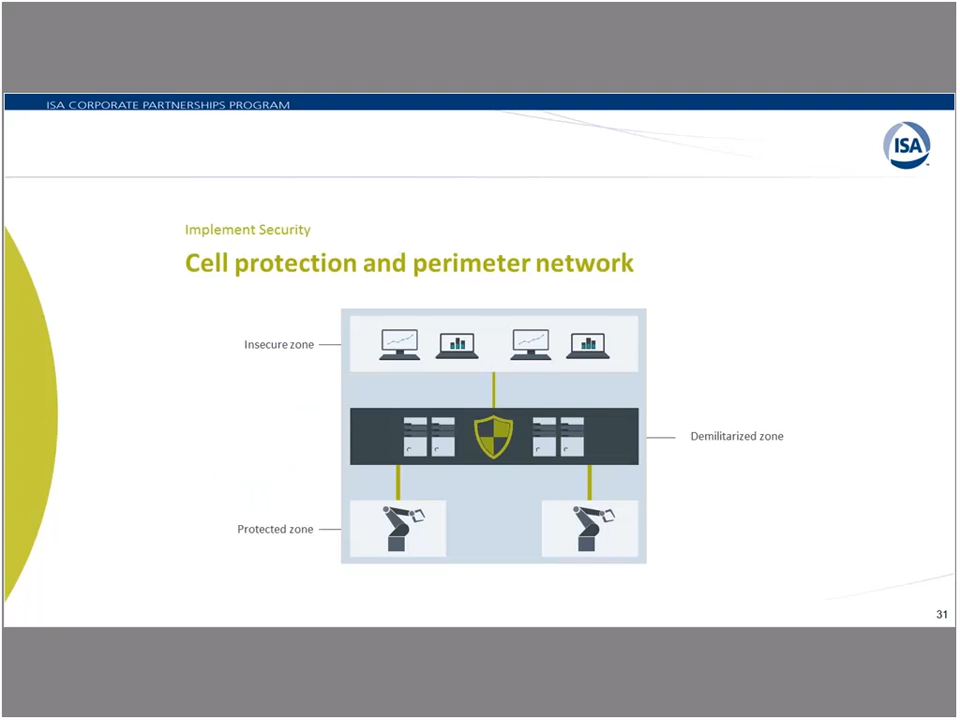 ISA CORPORATE PARTNERSHIPS PROGRAM
ISA
Implement Security
Cell protection and perimeter network
Insecure zone
Demilitarized zone
Protected zone
31